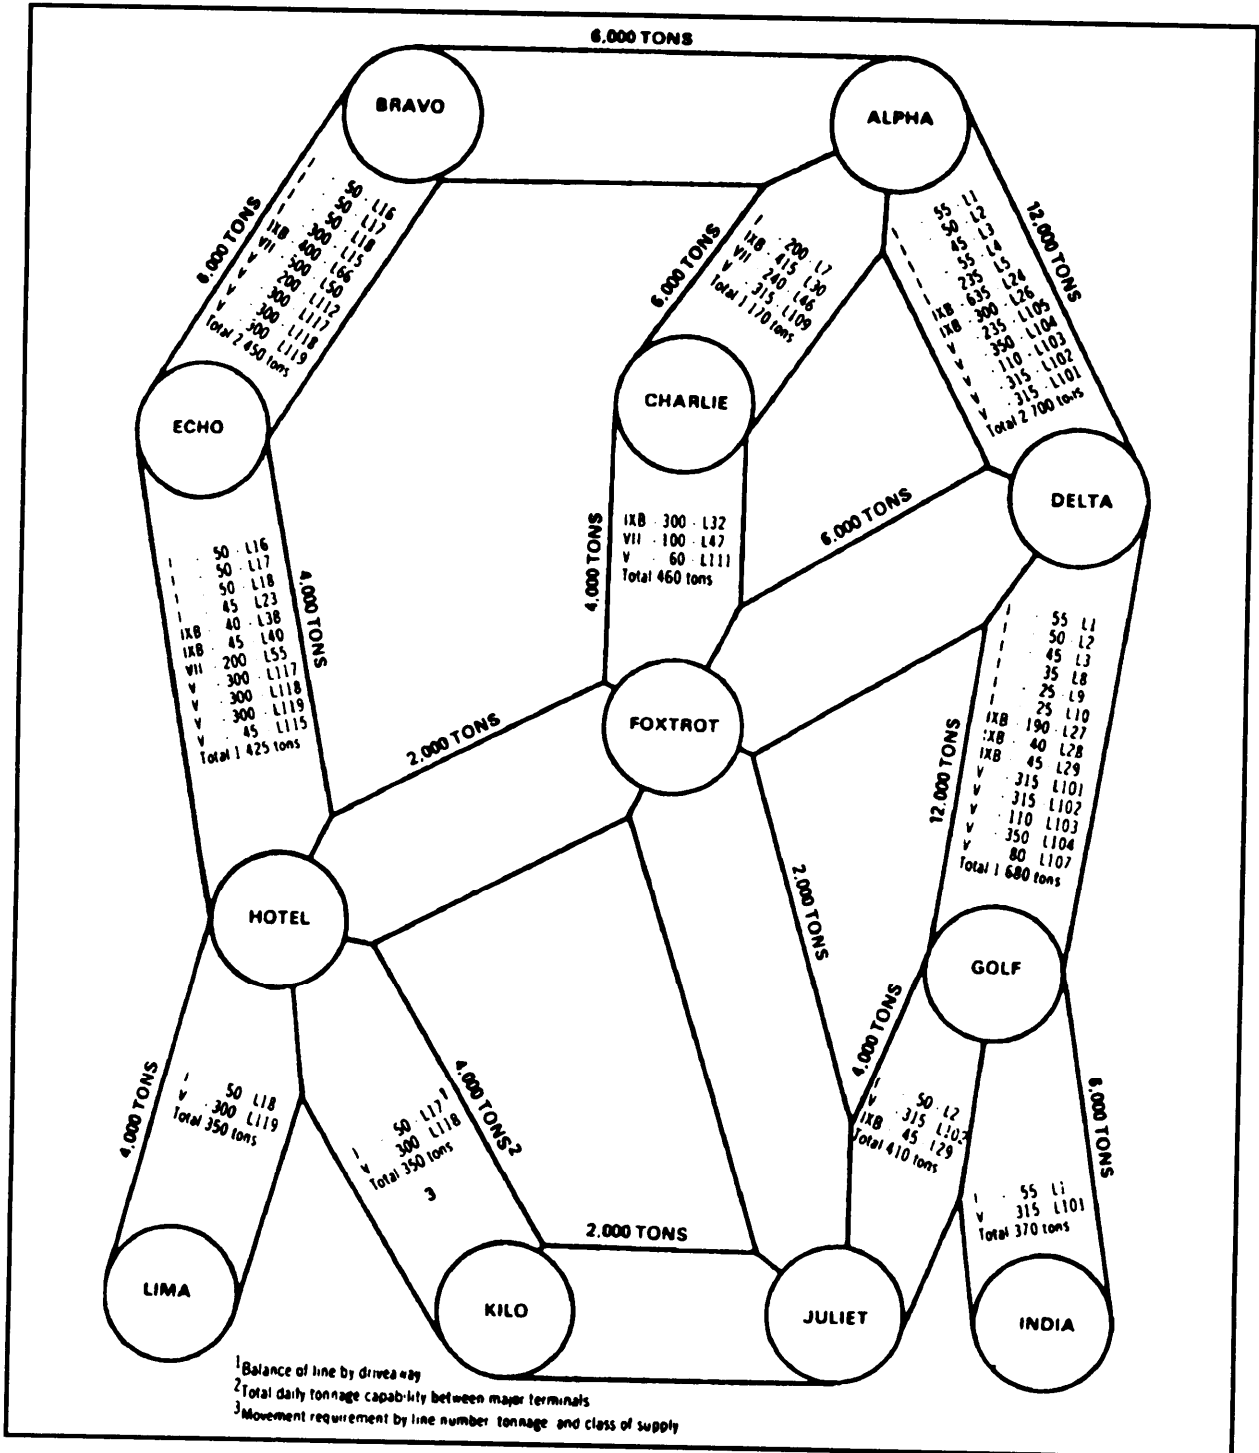 6,000 TONS
BRAVO
ALPHA
6,000 TONS
I . 50 . L16
I . 50 . L17
I . 50 . L18
IXB . 300 . L15
VII . 400 . L66
V . 500 . L50
V . 200 . L112
V . 300 . L117
V . 300 . L118
. 300 . L119
Total 2 450 tons
6,000 TONS
I . 200 . L7
IXB . 415 . L30
VII . 240 . L46
V . 315 . L109
Total 1 170 tons
12,000 TONS
I . 55 L1
I . 50 L2
I . 45 L3
I . 55 L4
I . 235 L5
IXB . 635 . L24
IXB . 300 . L26
V . 235 . L105
V . 350 . L104
V . 110 . L103
V . 315 . L102
V . 315 . L101
Total 2 700 tons
ECHO
CHARLIE
DELTA
I . 50 . L16
I . 50 . L17
I . 50 . L18
I . 45 L23
IXB . 40 . L38
IXB . 45 L40
VII . 200 . L55
V . 300 . L117
V . 300 . L118
V . 300 . L119
V . 45 L115
Total 1 425 tons
4,000 TONS
4,000 TONS
IXB . 300 . L32
VII . 100 . L47
V . 60 . L111
Total 460 tons
6,000 TONS
I . 55 L1
I . 50 L2
I . 45 L3
I . 35 L8
I . 25 . L9
I . 25 L10
IXB . 190 . L27
IXB . 40 L28
IXB . 45 L29
V . 315 L101
V . 315 L102
V . 110 L103
V . 350 L104
V . 80 L107
Total 1 680 tons
12,000 TONS
FOXTROT
2,000 TONS
2,000 TONS
HOTEL
GOLF
4,000 TONS
I . 50 L18
V . 300 L119
Total 350 tons
4,000 TONS2
I . 50 . L17 1
V . 300 L118
Total 350 tons
3
4,000 TONS
I . 50 . L2
V . 315 L102
IXB . 45 L29
Total 410 tons
6,000 TONS
I . 55 L1
V . 315 L101
Total 370 tons
2,000 TONS
LIMA
KILO
JULIET
INDIA
1Balance of line by driveaway
2Total daily tonnage capability between major terminals
3Movement requirement by line number tonnage and class of supply